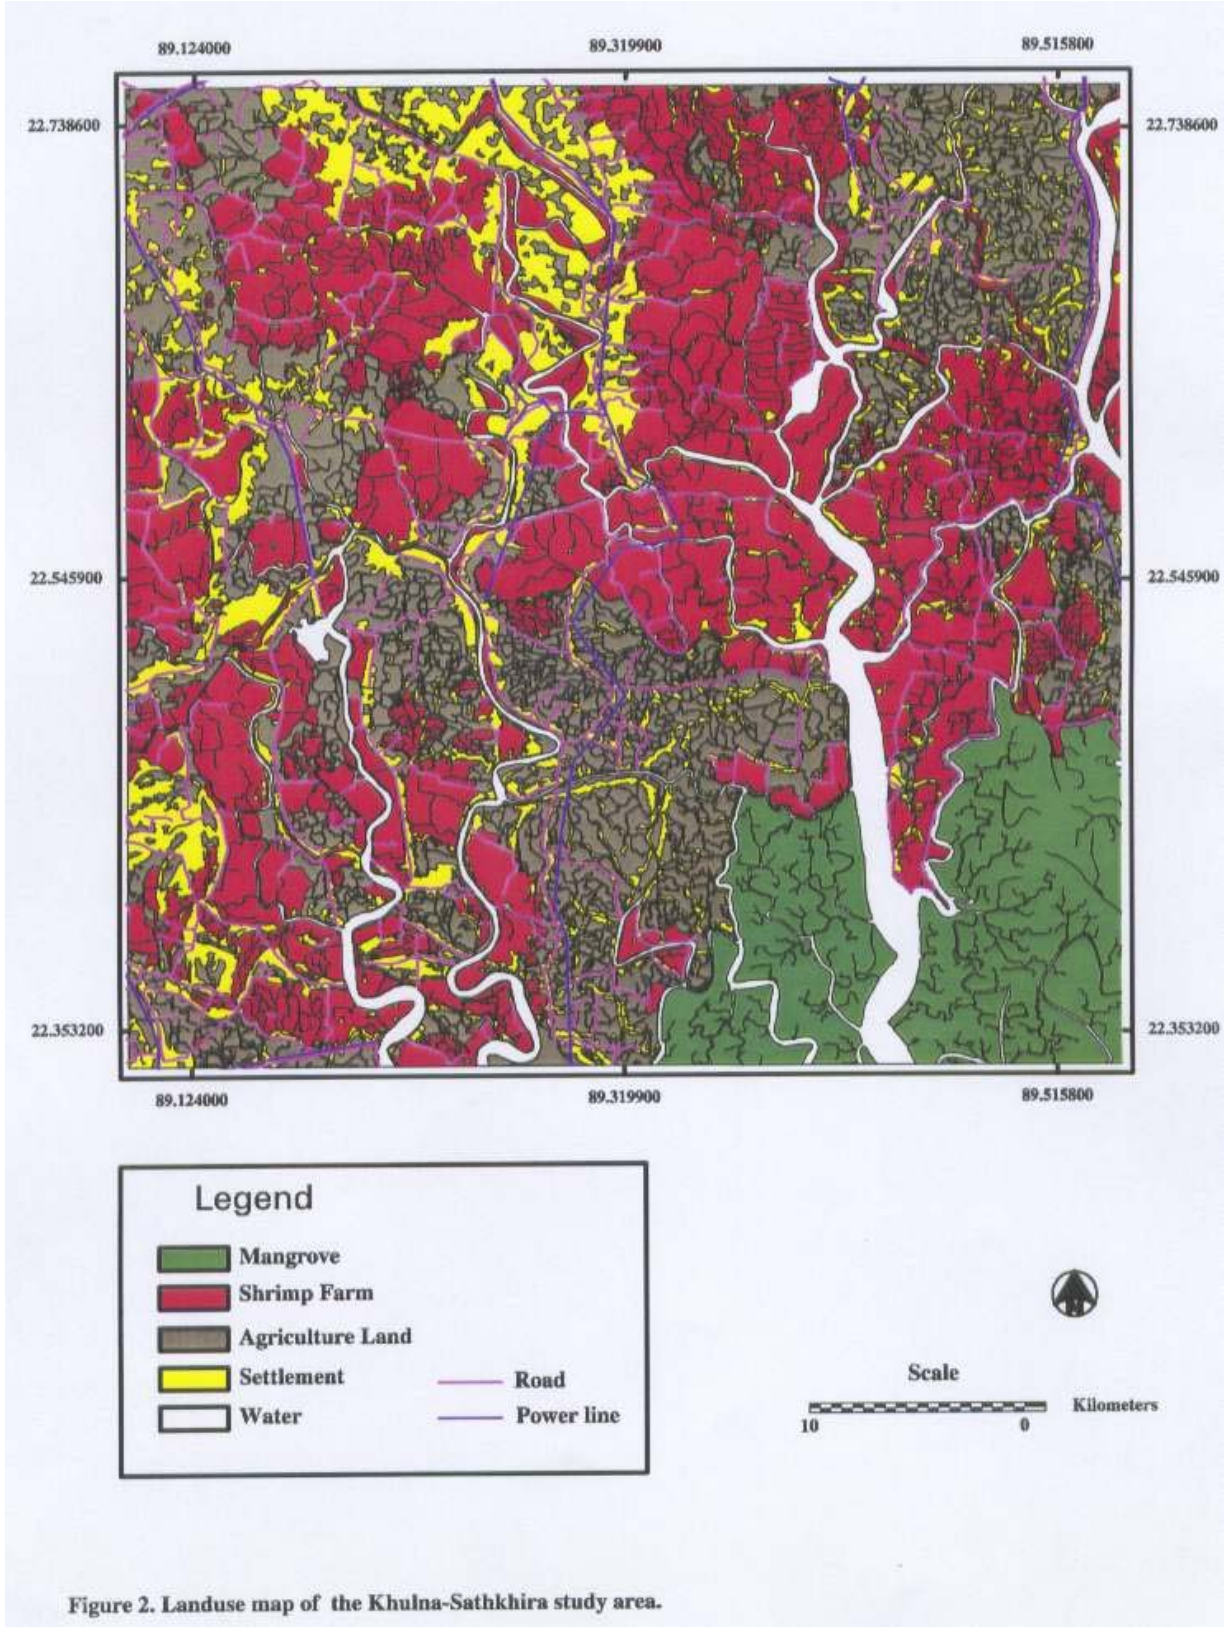 89.124000 89.319900 89.515800
22.738600 22.738600
22.545900 22.545900
22.353200 22.353200
89.124000 89.319900 89.515800
Legend
Mangrove
Shrimp Farm
Agriculture Land
Settlement
Water
Road
Power line
N
Scale
Kilometers
10 0
Figure 2. Landuse map of the Khulna-Sathkhira study area.